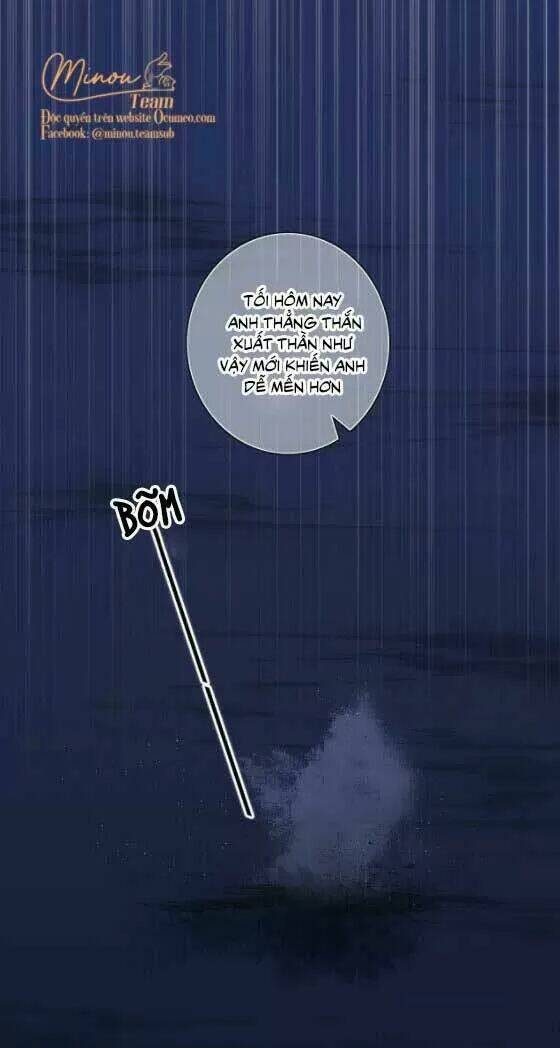 Minou
Team
Độc quyền trên website Ocumeo.com
Facebook: @minou.teamsub
TỐI HÔM NAY
ANH THẲNG THẮN
XUẤT THẦN NHƯ
VẬY MỚI KHIẾN ANH
DỄ MẾN HƠN
BÕM